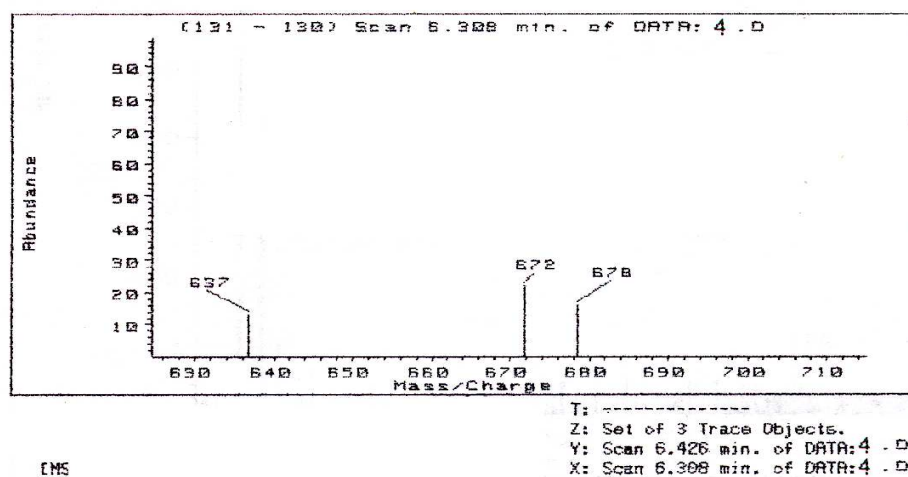 (131 - 130) Scan 6.308 min. of DATA: 4.D
Abundance
90
80
70
60
50
40
30
20
10
637
672
678
630 640 650 660 670 680 690 700 710
Mass/Charge
T: --------------------
Z: Set of 3 Trace Objects.
Y: Scan 6.426 min. of DATA:4.D
X: Scan 6.308 min. of DATA:4.D
[MS